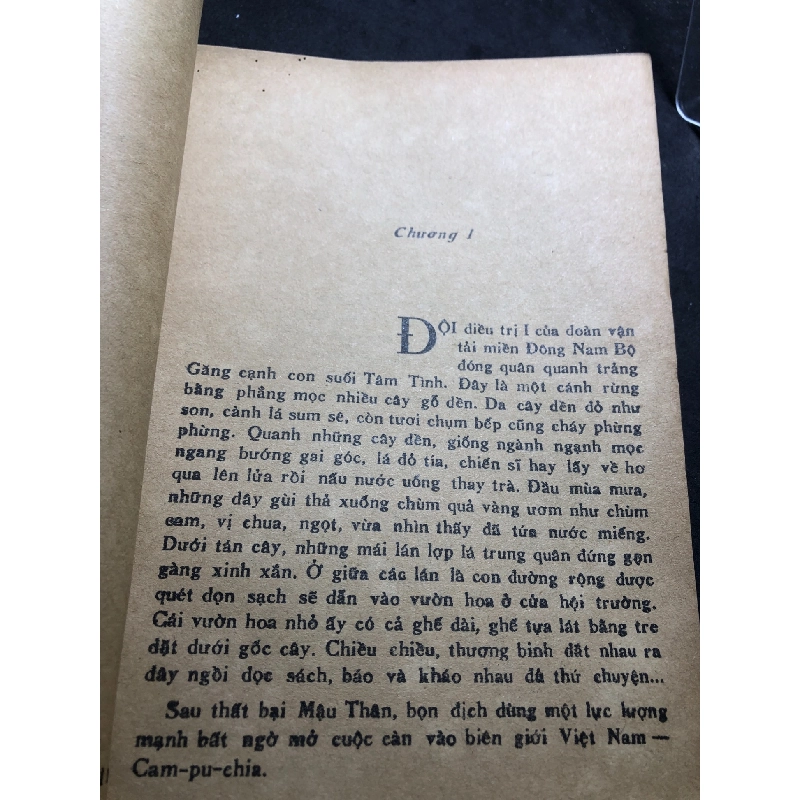 Chương I
ĐỘI điều trị I của đoàn vận
tải miền Đông Nam Bộ
đóng quân quanh trảng
Găng cạnh con suối Tâm Tình. Đây là một cánh rừng
bằng phẳng mọc nhiều cây gõ dền. Da cây dền đỏ như
son, cành lá sum sê, còn tươi chụm bếp cũng cháy phừng
phừng. Quanh những cây dền, giống ngành ngạnh mọc
ngang bướng gai góc, lá đỏ tía, chiến sĩ hay lấy về hơ
qua lên lửa rồi nấu nước uống thay trà. Đầu mùa mưa,
những dây gùi thả xuống chùm quả vàng ươm như chùm
cam, vị chua, ngọt, vừa nhìn thấy đã tứa nước miếng.
Dưới tán cây, những mái lán lợp lá trung quân đứng gọn
gàng xinh xắn. Ở giữa các lán là con đường rộng được
quét dọn sạch sẽ dẫn vào vườn hoa ở cửa hội trường.
Cái vườn hoa nhỏ ấy có cả ghế dài, ghế tựa lát bằng tre
đặt dưới gốc cây. Chiều chiều, thương binh dắt nhau ra
đây ngồi đọc sách, báo và kháo nhau đủ thứ chuyện...
Sau thất bại Mậu Thân, bọn địch dùng một lực lượng
mạnh bất ngờ mở cuộc càn vào biên giới Việt Nam —
Cam-pu-chia.